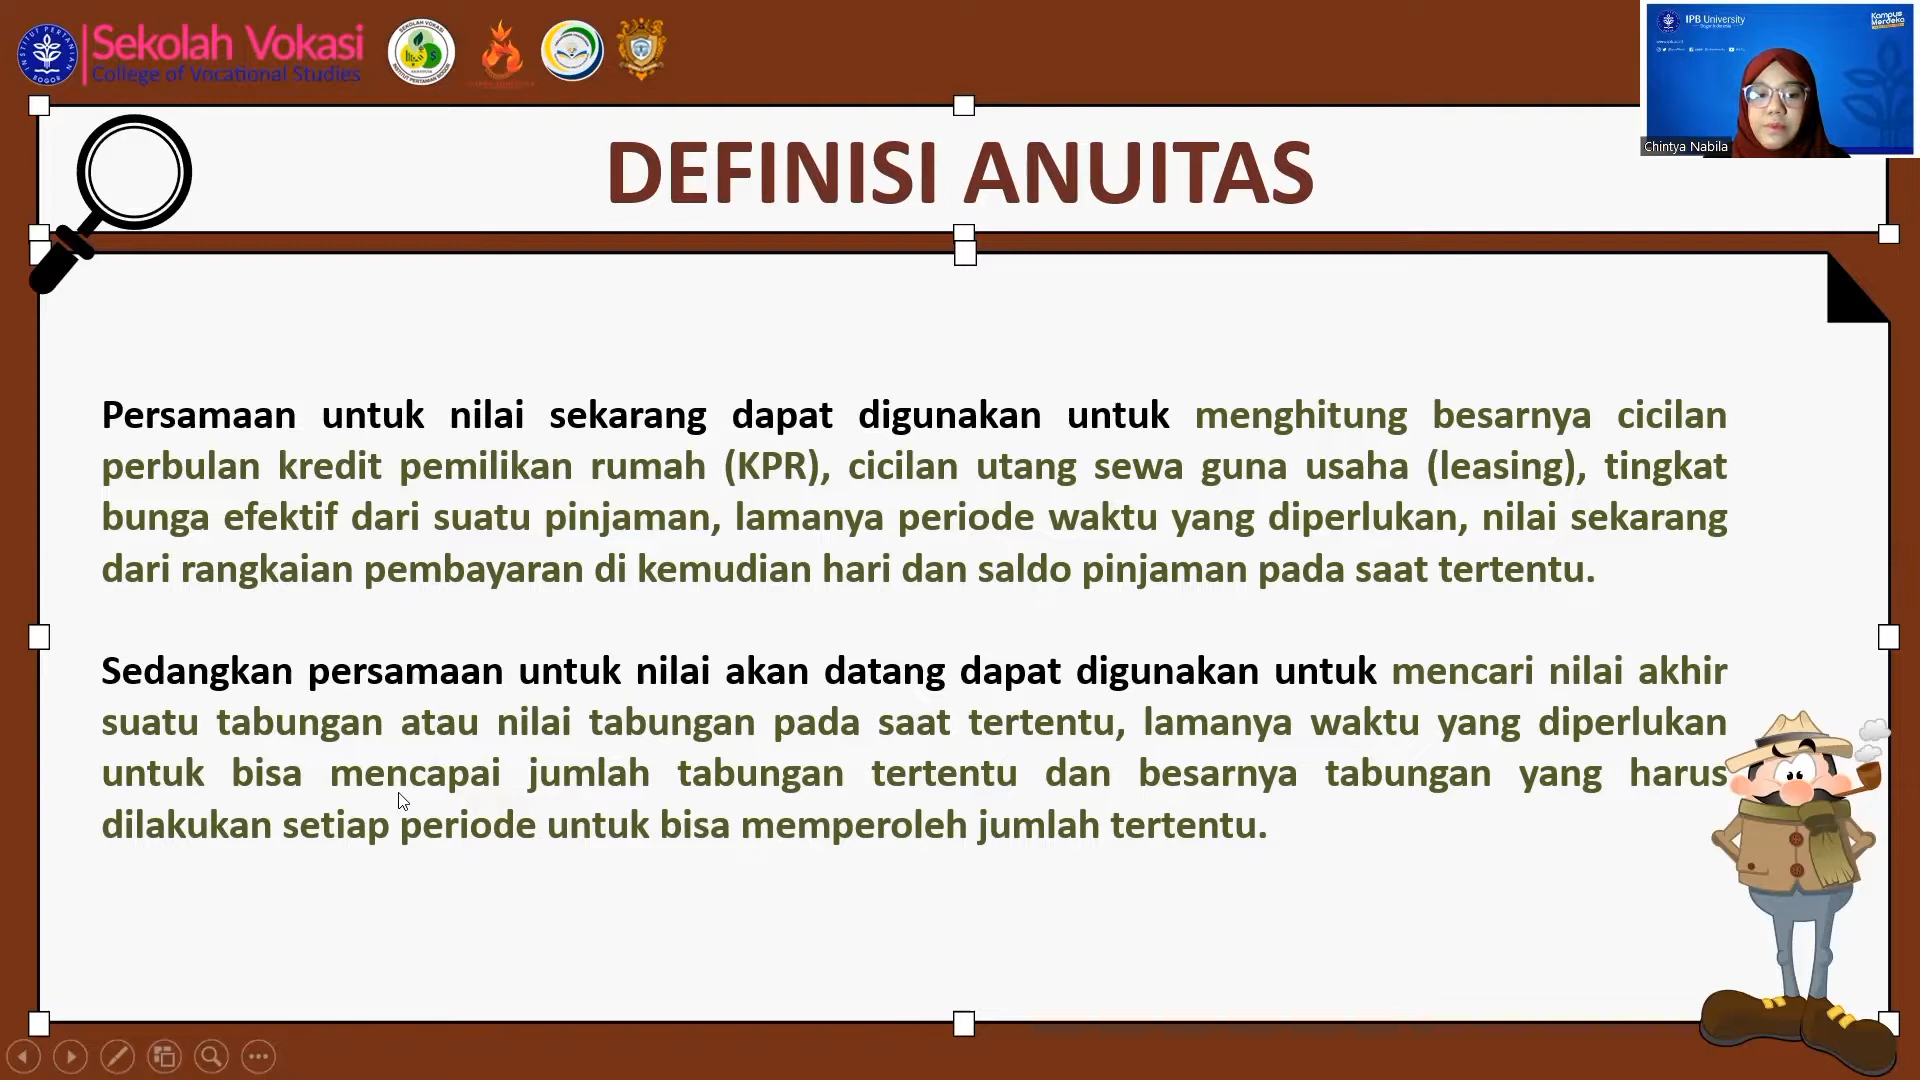 Sekolah Vokasi
College of Vocational Studies
IPB University
Bogor Indonesia
Kampus
Merdeka
Chintya Nabila
DEFINISI ANUITAS
Persamaan untuk nilai sekarang dapat digunakan untuk menghitung besarnya cicilan
perbulan kredit pemilikan rumah (KPR), cicilan utang sewa guna usaha (leasing), tingkat
bunga efektif dari suatu pinjaman, lamanya periode waktu yang diperlukan, nilai sekarang
dari rangkaian pembayaran di kemudian hari dan saldo pinjaman pada saat tertentu.
Sedangkan persamaan untuk nilai akan datang dapat digunakan untuk mencari nilai akhir
suatu tabungan atau nilai tabungan pada saat tertentu, lamanya waktu yang diperlukan
untuk bisa mencapai jumlah tabungan tertentu dan besarnya tabungan yang harus
dilakukan setiap periode untuk bisa memperoleh jumlah tertentu.